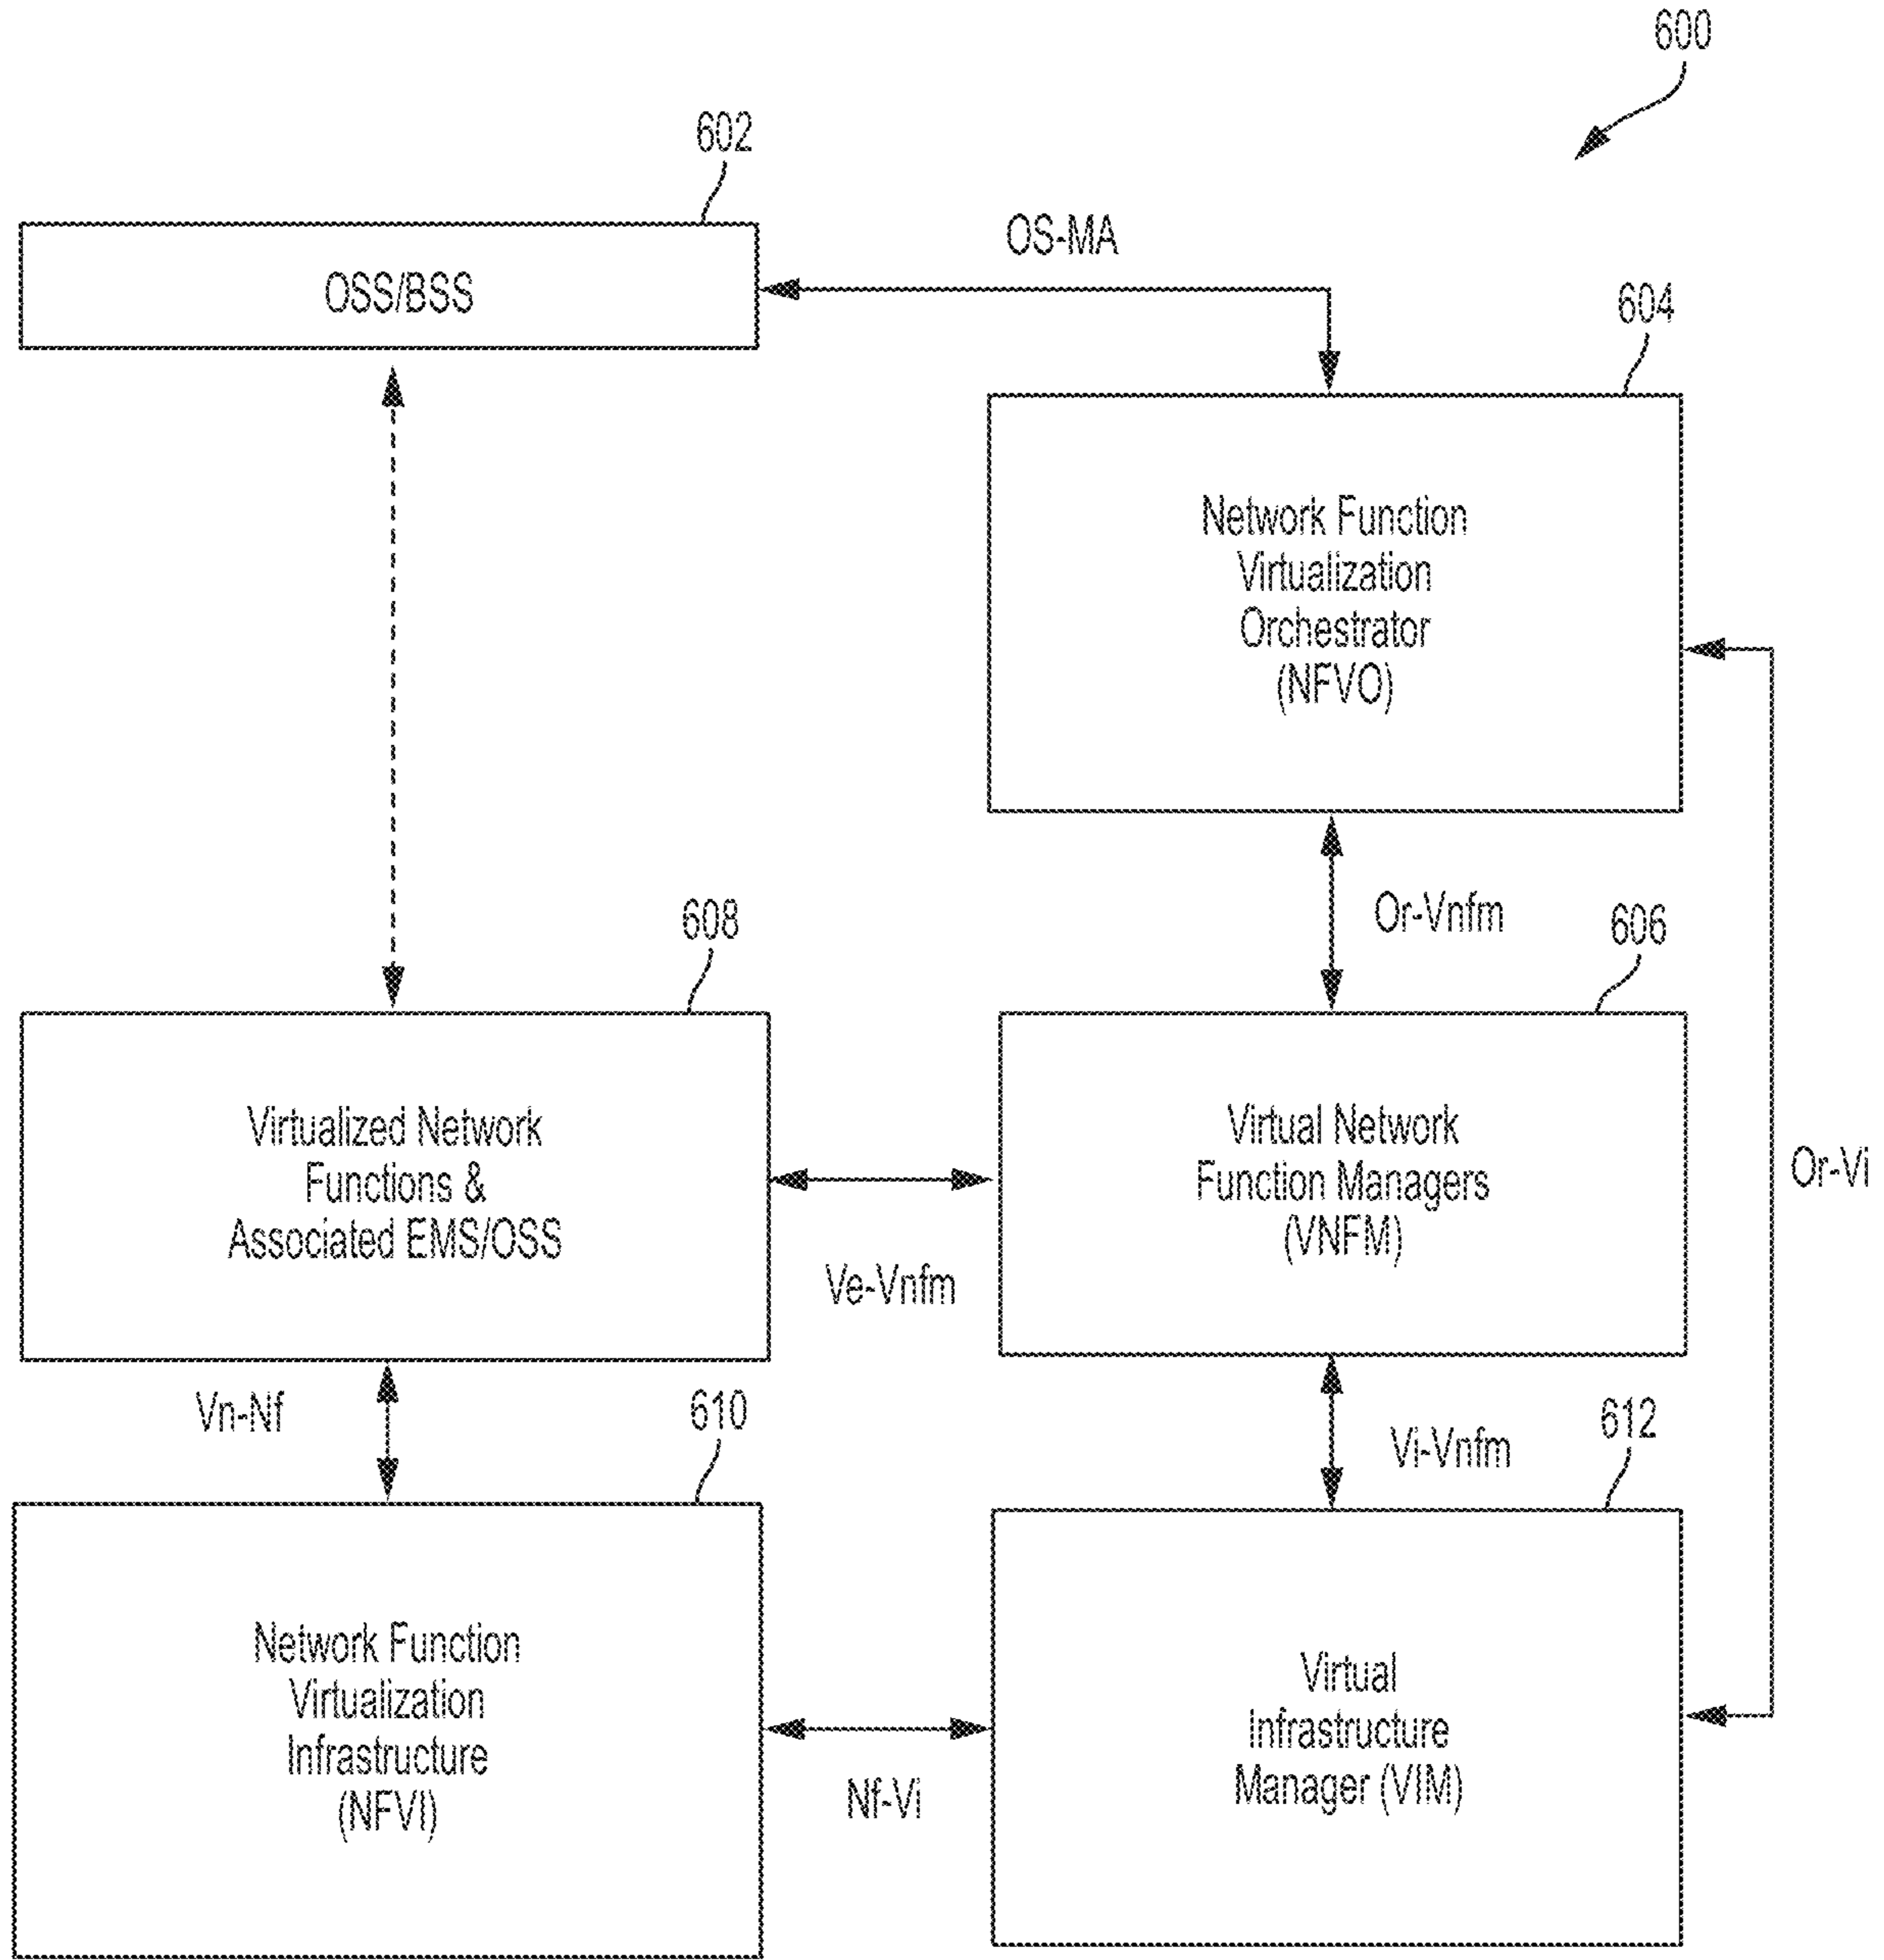 600
602
OS-MA
OSS/BSS
604
Network Function
Virtualization
Orchestrator
(NFVO)
608
Or-Vnfm
606
Virtualized Network
Functions &
Associated EMS/OSS
Virtual Network
Function Managers
(VNFM)
Or-Vi
Ve-Vnfm
Vn-Nf
610
Vi-Vnfm
612
Network Function
Virtualization
Infrastructure
(NFVI)
Nf-Vi
Virtual
Infrastructure
Manager (VIM)